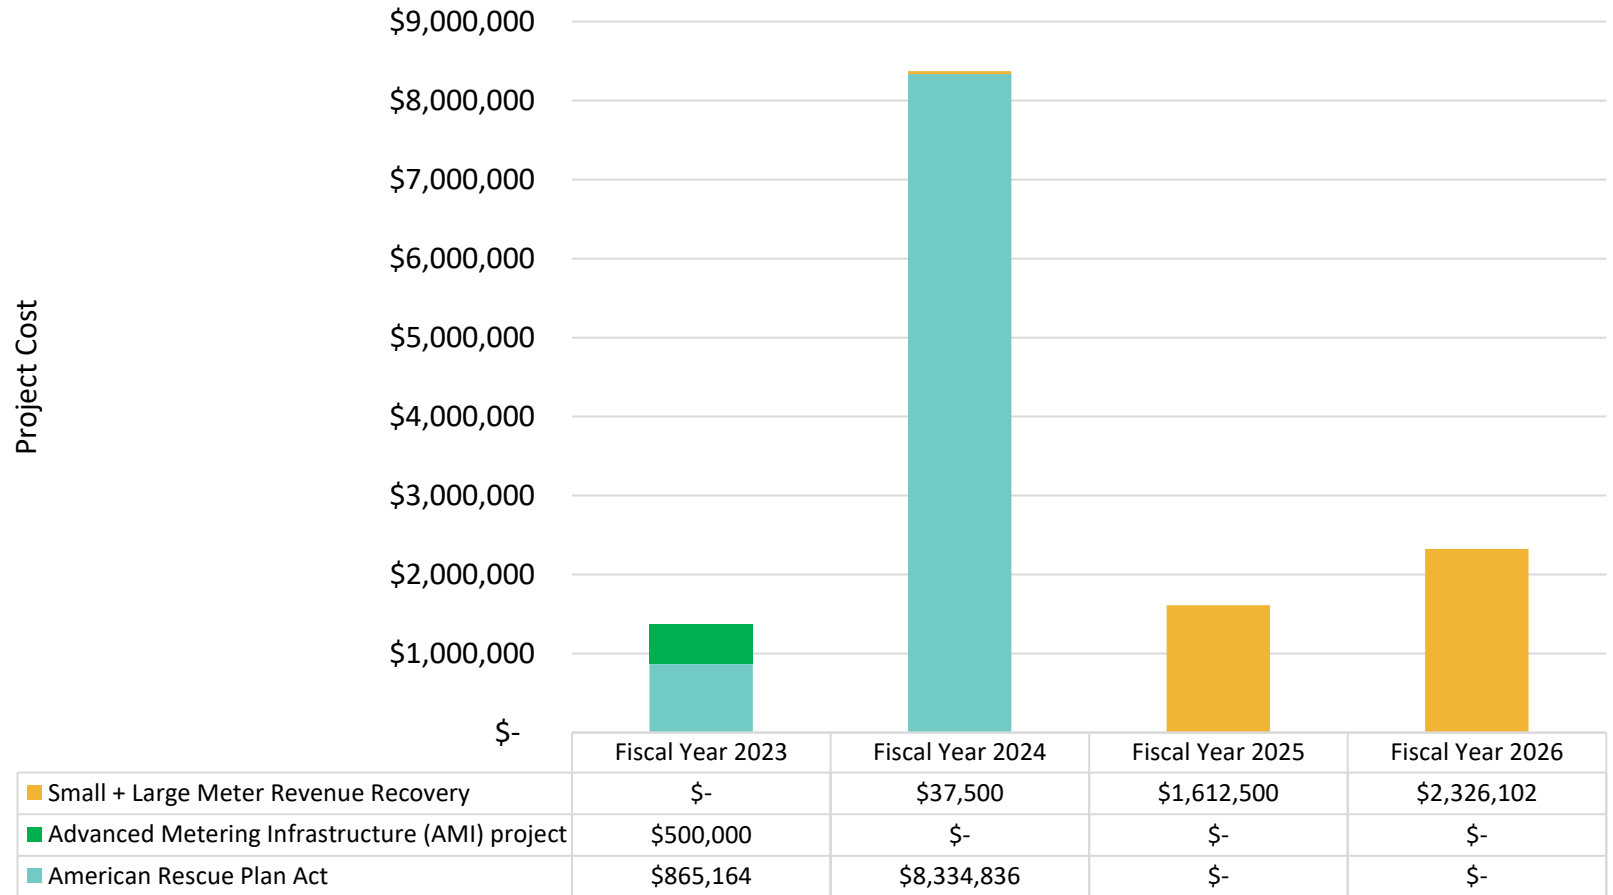 Project Cost
$9,000,000
$8,000,000
$7,000,000
$6,000,000
$5,000,000
$4,000,000
$3,000,000
$2,000,000
$1,000,000
$-
Fiscal Year 2023 Fiscal Year 2024 Fiscal Year 2025 Fiscal Year 2026
Small + Large Meter Revenue Recovery $- $37,500 $1,612,500 $2,326,102
Advanced Metering Infrastructure (AMI) project $500,000 $- $- $-
American Rescue Plan Act $865,164 $8,334,836 $- $-